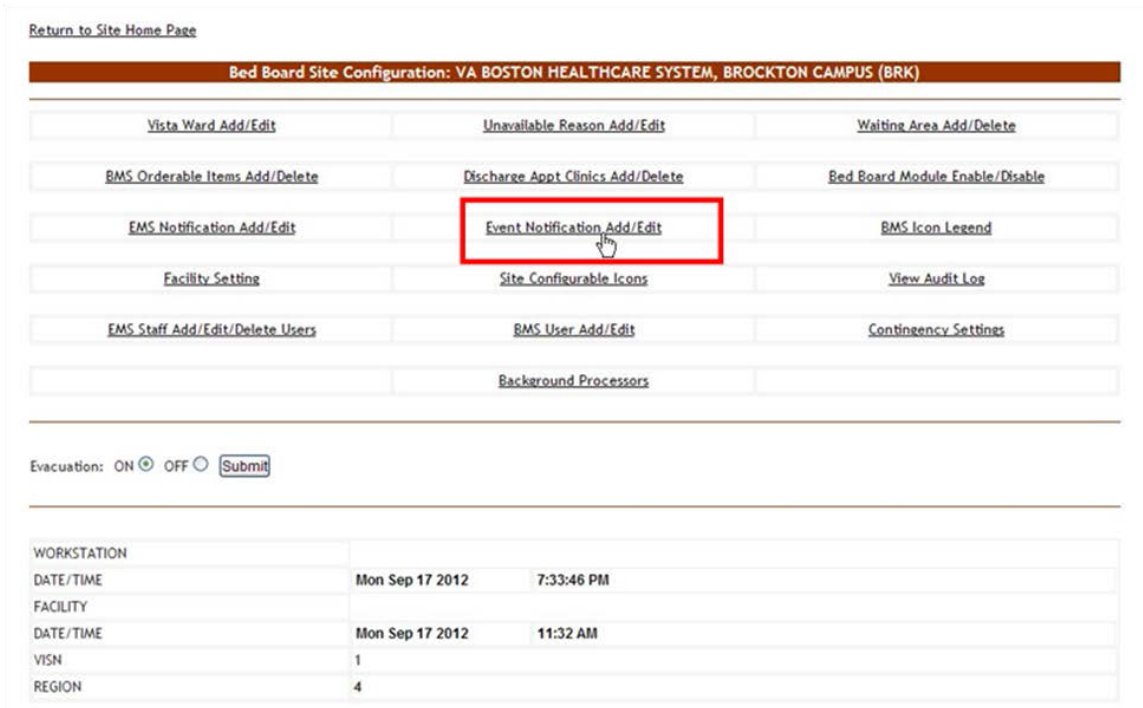 Return to Site Home Page
Bed Board Site Configuration: VA BOSTON HEALTHCARE SYSTEM, BROCKTON CAMPUS (BRK)
Vista Ward Add/Edit Unavailable Reason Add/Edit Waiting Area Add/Delete
BMS Orderable Items Add/Delete Discharge Appt Clinics Add/Delete Bed Board Module Enable/Disable
EMS Notification Add/Edit Event Notification Add/Edit BMS Icon Legend
Facility Setting Site Configurable Icons View Audit Log
EMS Staff Add/Edit/Delete Users BMS User Add/Edit Contingency Settings
Background Processors
Evacuation: ON OFF Submit
WORKSTATION
DATE/TIME Mon Sep 17 2012 7:33:46 PM
FACILITY
DATE/TIME Mon Sep 17 2012 11:32 AM
VISN 1
REGION 4